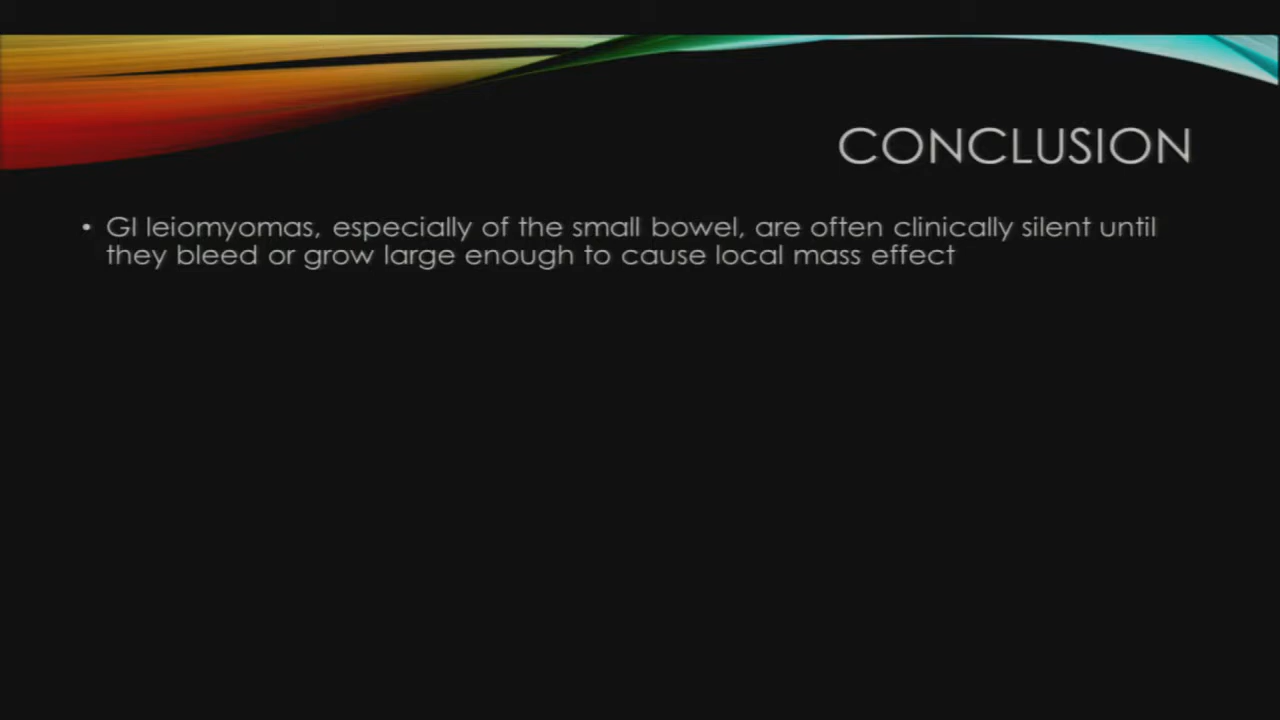 CONCLUSION
• GI leiomyomas, especially of the small bowel, are often clinically silent until
they bleed or grow large enough to cause local mass effect